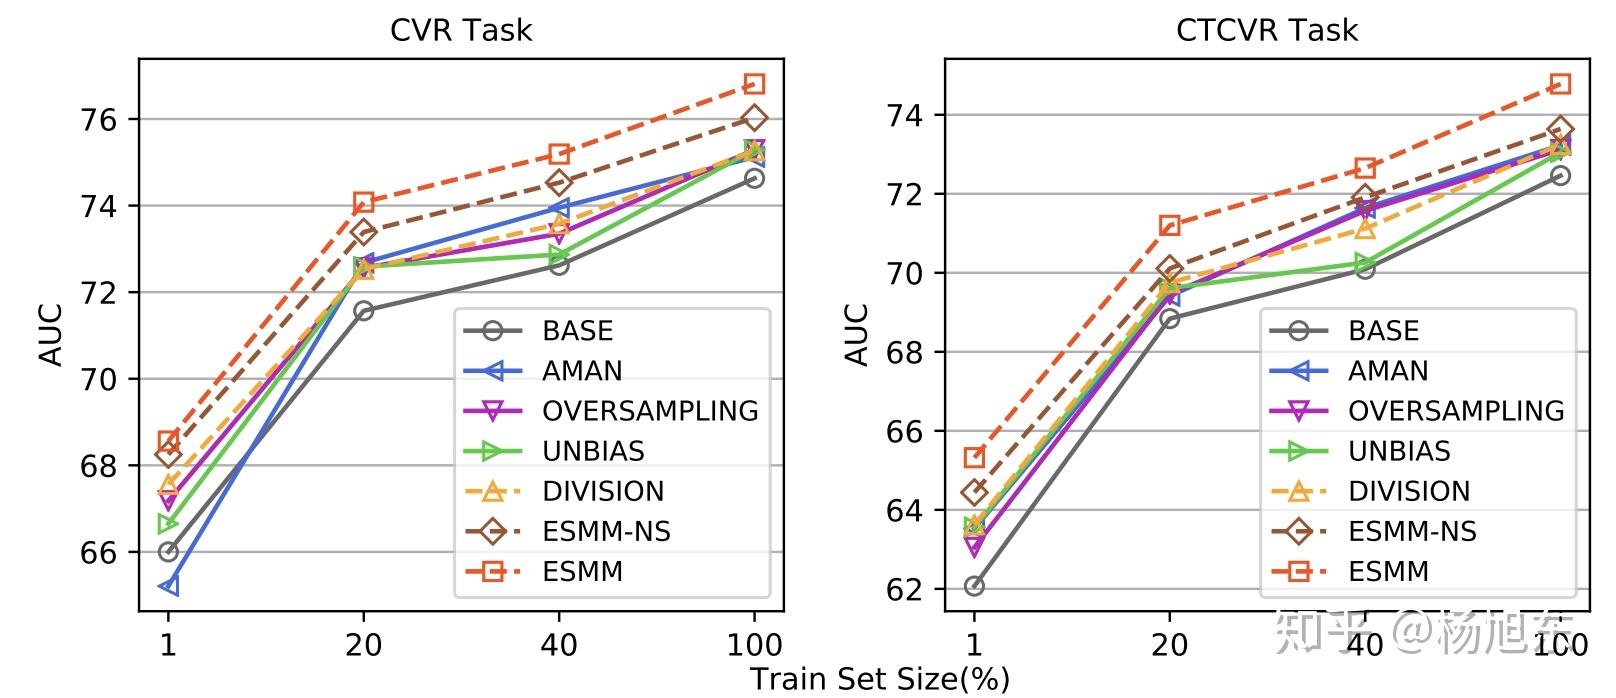 CVR Task
76
74
72
70
68
66
AUC
BASE
AMAN
OVERSAMPLING
UNBIAS
DIVISION
ESMM-NS
ESMM
1 20 40 100
CTCVR Task
74
72
70
68
66
64
62
AUC
BASE
AMAN
OVERSAMPLING
UNBIAS
DIVISION
ESMM-NS
ESMM
1 20 40 100
Train Set Size(%)
知乎 @杨旭东